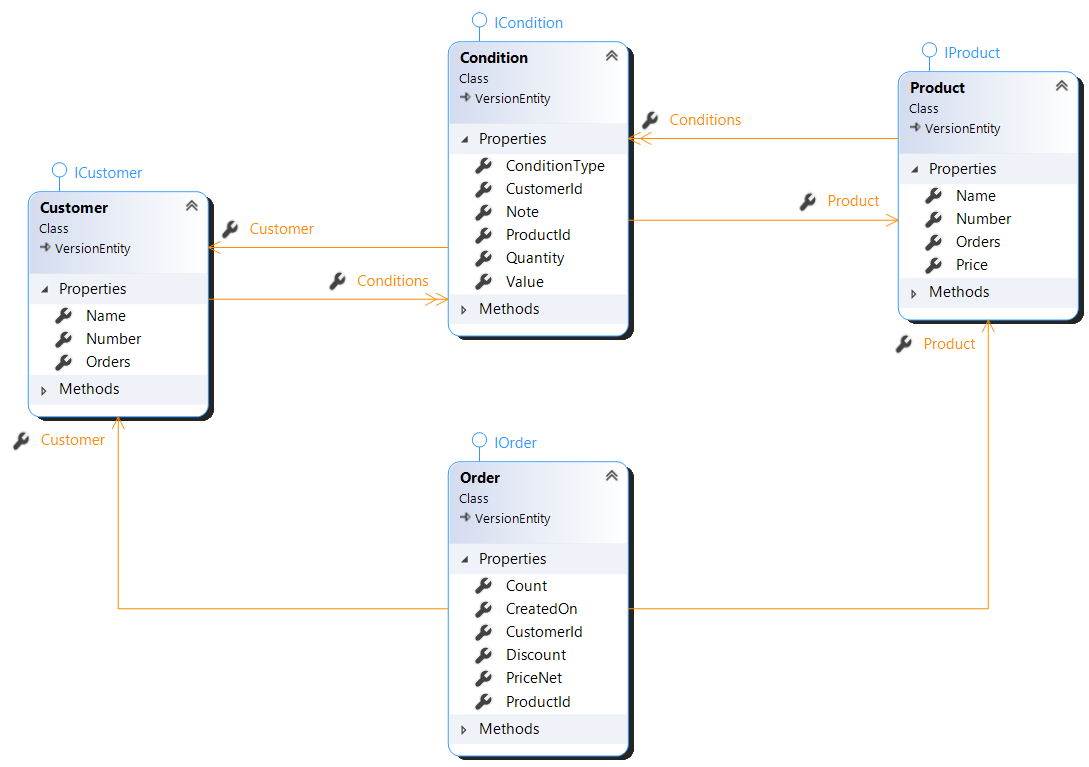 ICondition
Condition
Class
VersionEntity
Properties
ConditionType
CustomerId
Note
ProductId
Quantity
Value
Methods
IProduct
Product
Class
VersionEntity
Properties
Name
Number
Orders
Price
Methods
Conditions
Product
ICustomer
Customer
Class
VersionEntity
Properties
Name
Number
Orders
Methods
Customer
Conditions
Product
Customer
IOrder
Order
Class
VersionEntity
Properties
Count
CreatedOn
CustomerId
Discount
PriceNet
ProductId
Methods